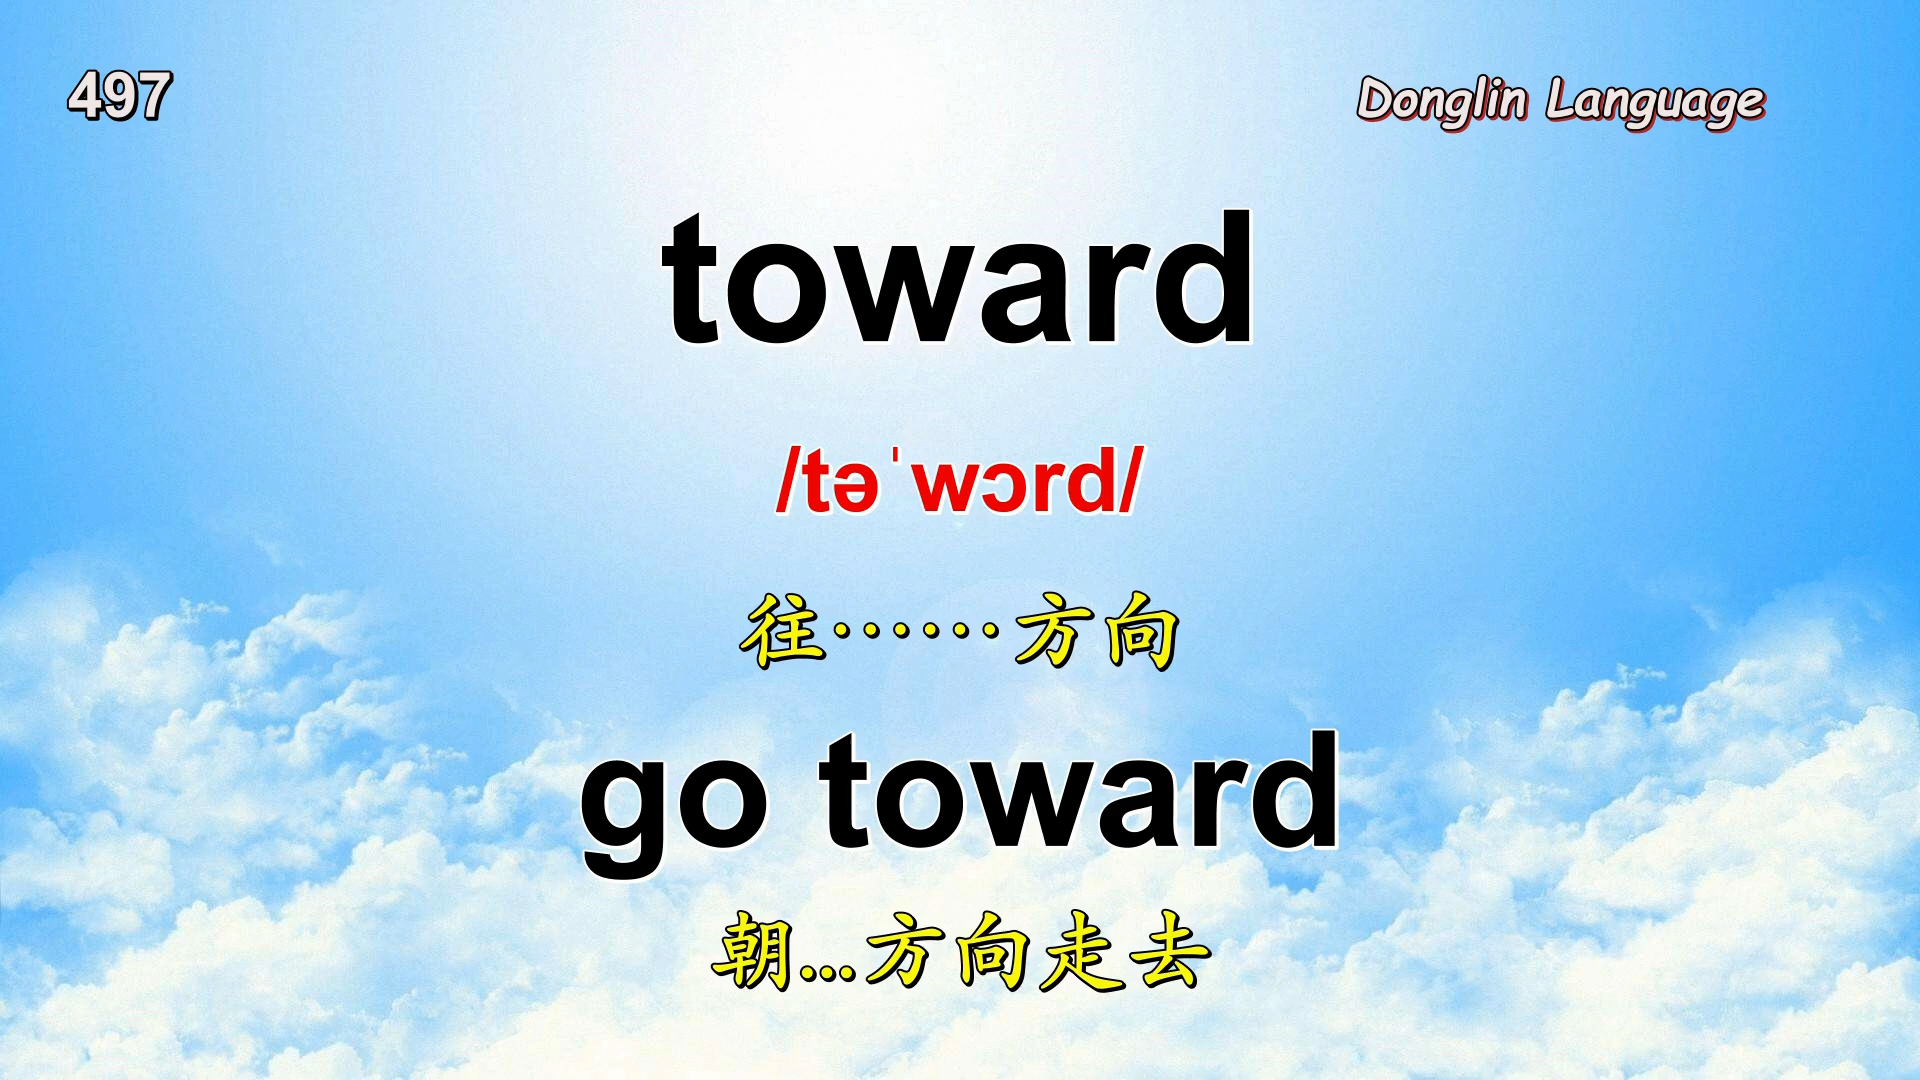 497
Donglin Language
toward
/təˈwɔrd/
往……方向
go toward
朝...方向走去